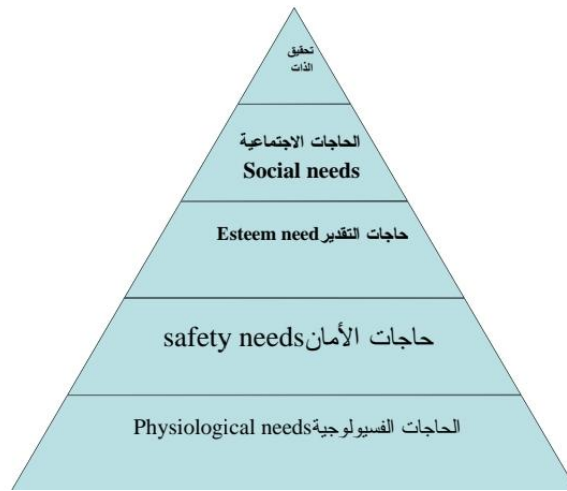 تحقيق
الذات
الحاجات الاجتماعية
Social needs
حاجات التقدير Esteem need
حاجات الأمان safety needs
الحاجات الفسيولوجية Physiological needs